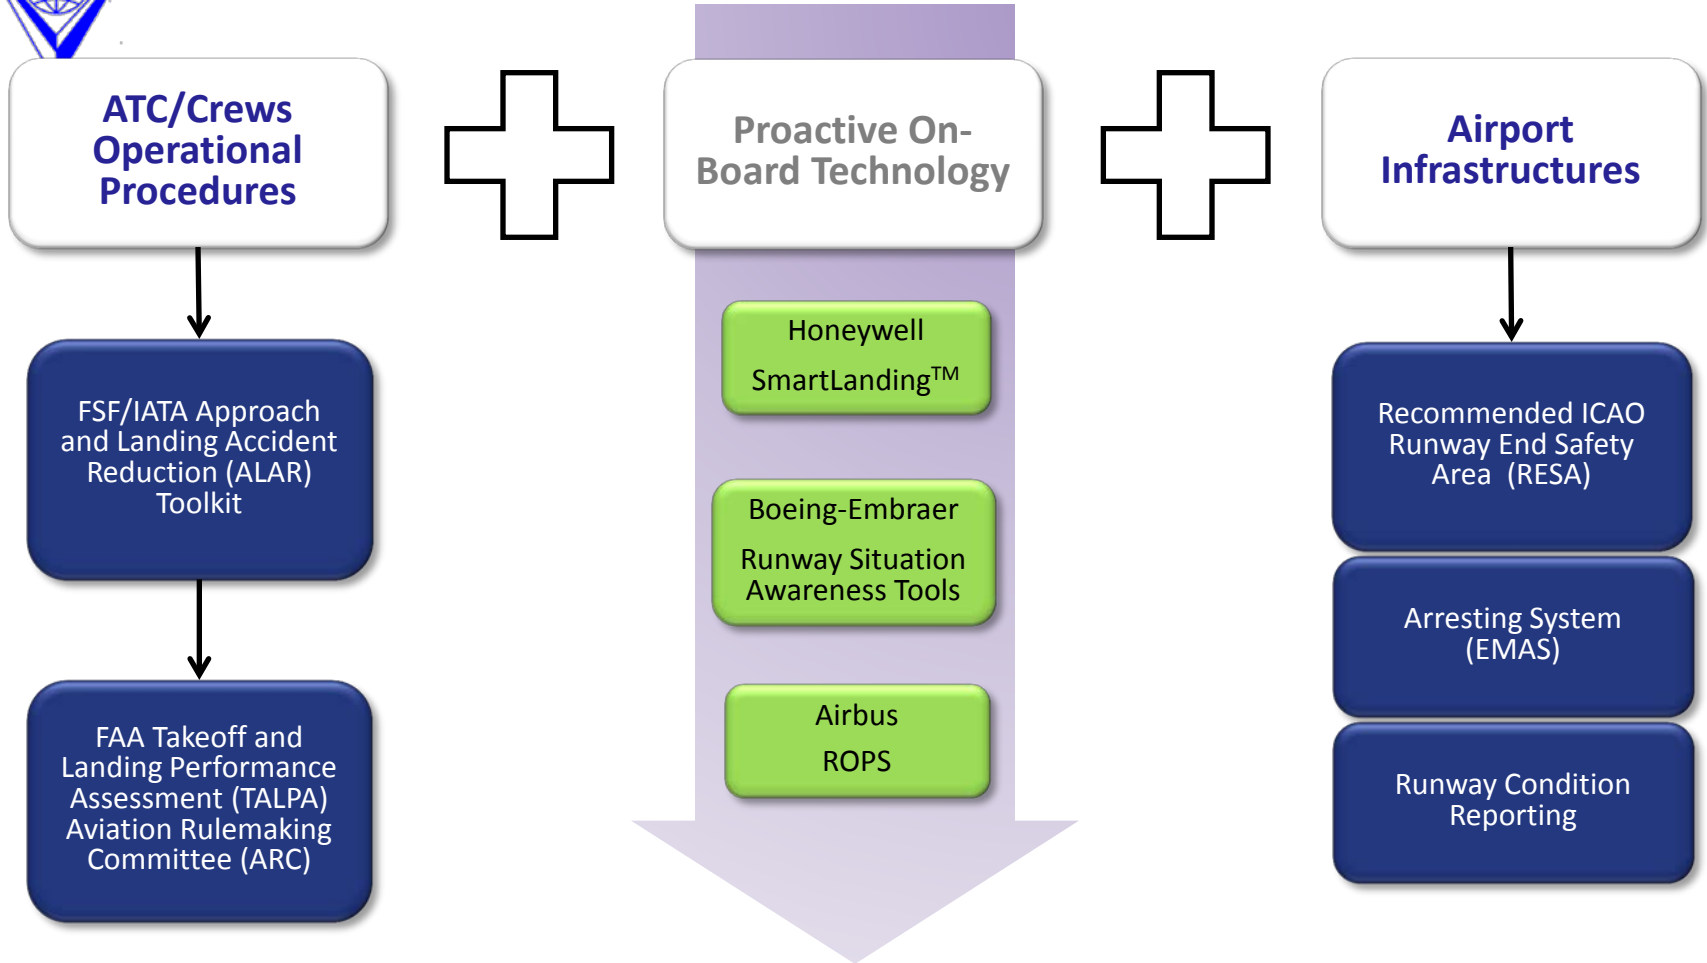 ATC/Crews
Operational
Procedures
Proactive On-
Board Technology
Airport
Infrastructures
FSF/IATA Approach
and Landing Accident
Reduction (ALAR)
Toolkit
FAA Takeoff and
Landing Performance
Assessment (TALPA)
Aviation Rulemaking
Committee (ARC)
Honeywell
SmartLanding™
Boeing-Embraer
Runway Situation
Awareness Tools
Airbus
ROPS
Recommended ICAO
Runway End Safety
Area  (RESA)
Arresting System
(EMAS)
Runway Condition
Reporting